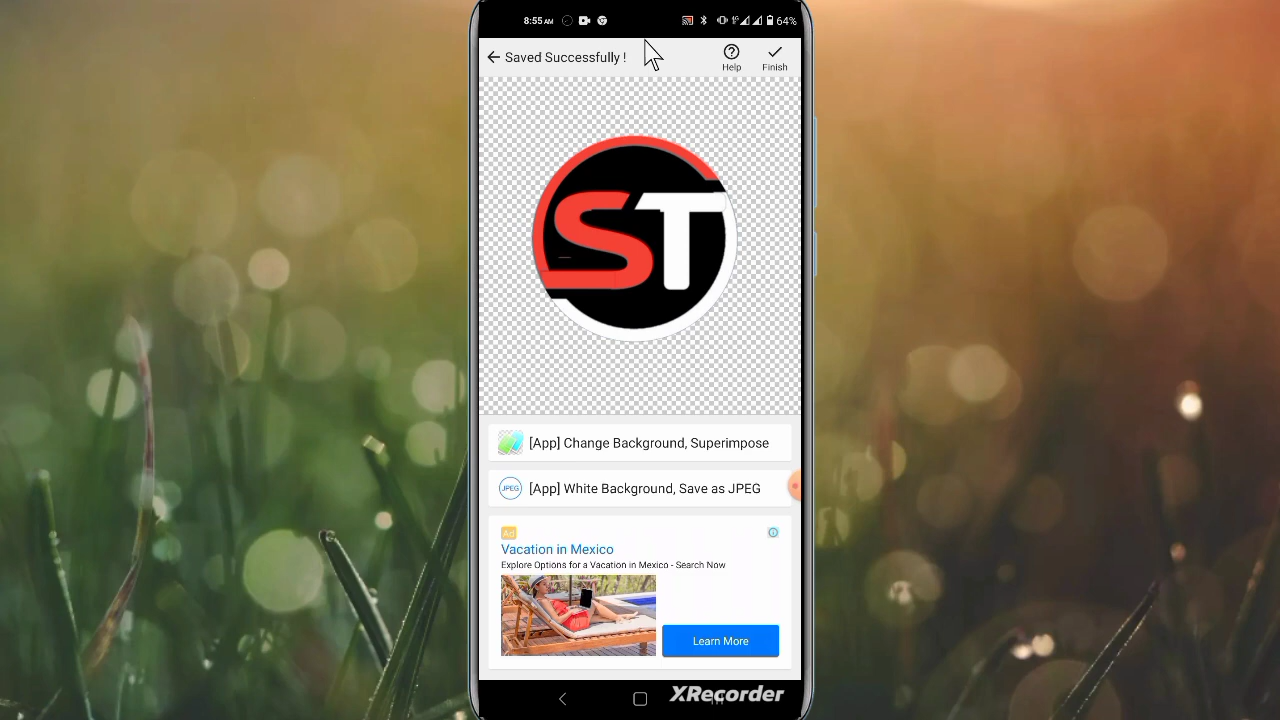 8:55 AM
64%
Saved Successfully !
Help
Finish
ST
[App] Change Background, Superimpose
JPEG
[App] White Background, Save as JPEG
Ad
Vacation in Mexico
Explore Options for a Vacation in Mexico - Search Now
Learn More
XRecorder